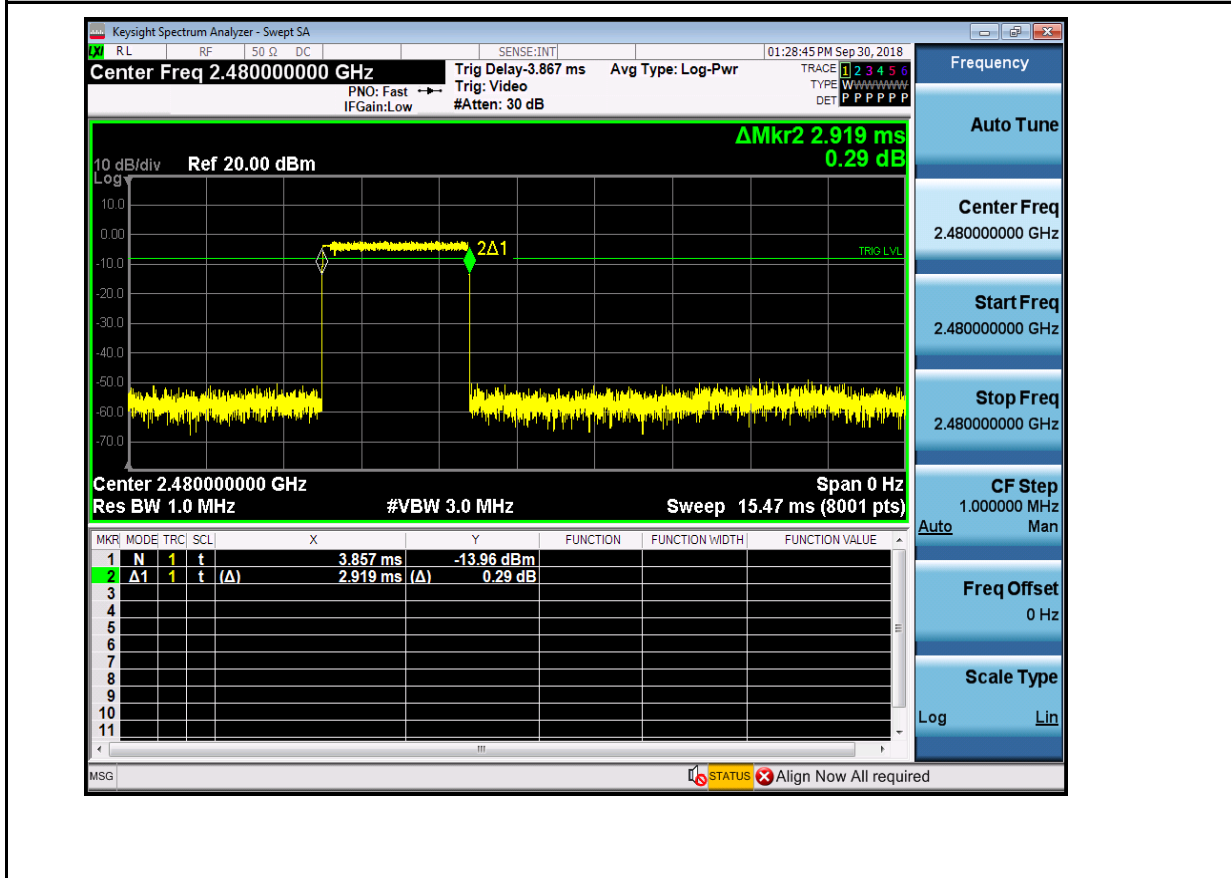 Keysight Spectrum Analyzer - Swept SA
LXI RL RF 50 Ω DC SENSE:INT 01:28:45 PM Sep 30, 2018
Center Freq 2.480000000 GHz
PNO: Fast
IFGain:Low
Trig Delay-3.867 ms
Trig: Video
#Atten: 30 dB
Avg Type: Log-Pwr
TRACE 1 2 3 4 5 6
TYPE WWWWWW
DET P P P P P P
ΔMkr2 2.919 ms
0.29 dB
10 dB/div Ref 20.00 dBm
Log
10.0
0.00
-10.0
-20.0
-30.0
-40.0
-50.0
-60.0
-70.0
2Δ1
TRIG LVL
Center 2.480000000 GHz Span 0 Hz
Res BW 1.0 MHz #VBW 3.0 MHz Sweep 15.47 ms (8001 pts)
MKR MODE TRC SCL X Y FUNCTION FUNCTION WIDTH FUNCTION VALUE
1 N 1 t 3.857 ms -13.96 dBm
2 Δ1 1 t (Δ) 2.919 ms (Δ) 0.29 dB
3
4
5
6
7
8
9
10
11
MSG STATUS Align Now All required
Frequency
Auto Tune
Center Freq
2.480000000 GHz
Start Freq
2.480000000 GHz
Stop Freq
2.480000000 GHz
CF Step
1.000000 MHz
Auto Man
Freq Offset
0 Hz
Scale Type
Log Lin